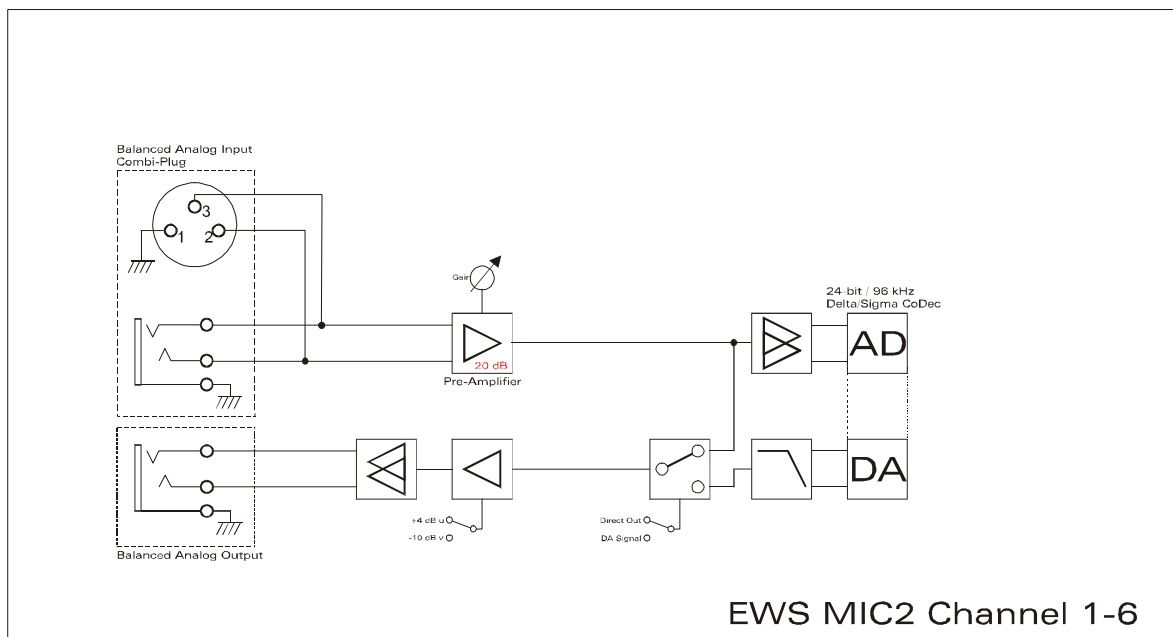 Balanced Analog Input
Combi-Plug
3
1
2
Gain
20 dB
Pre-Amplifier
24-bit / 96 kHz
Delta/Sigma CoDec
AD
DA
+4 dB u
-10 dB v
Direct Out
DA Signal
Balanced Analog Output
EWS MIC2 Channel 1-6